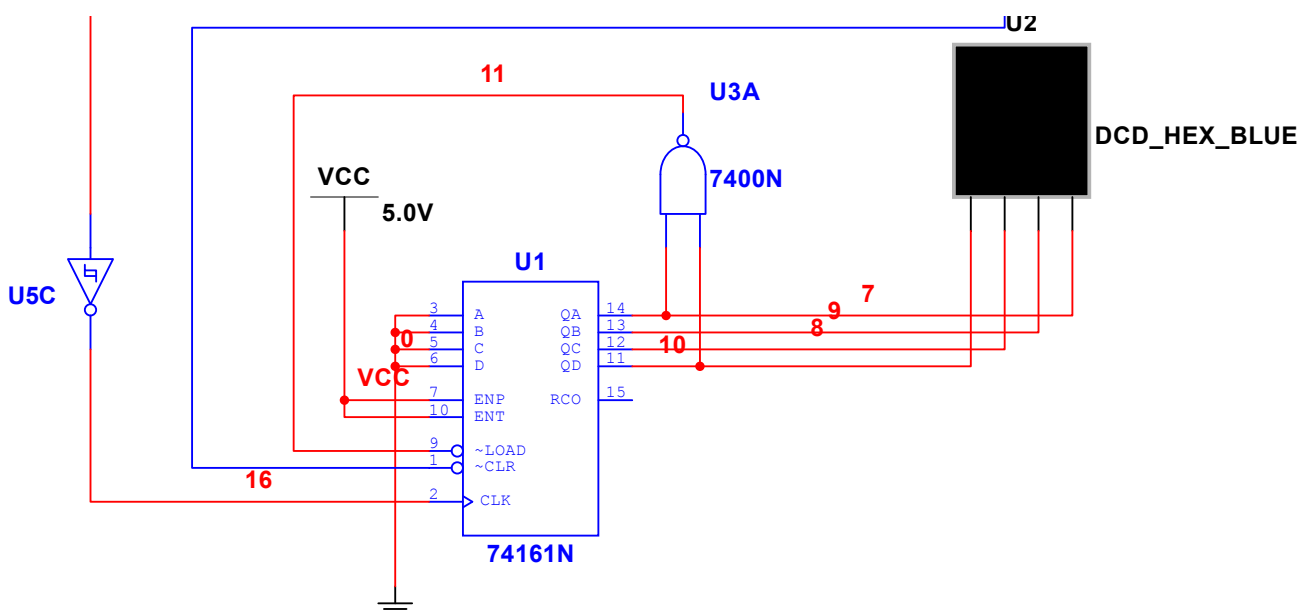 U2
11
U3A
DCD_HEX_BLUE
VCC
7400N
5.0V
U1
U5C
7
9
8
10
0
VCC
3 A QA 14
4 B QB 13
5 C QC 12
6 D QD 11
7 ENP RCO 15
10 ENT
9 ~LOAD
1 ~CLR
16
2 CLK
74161N